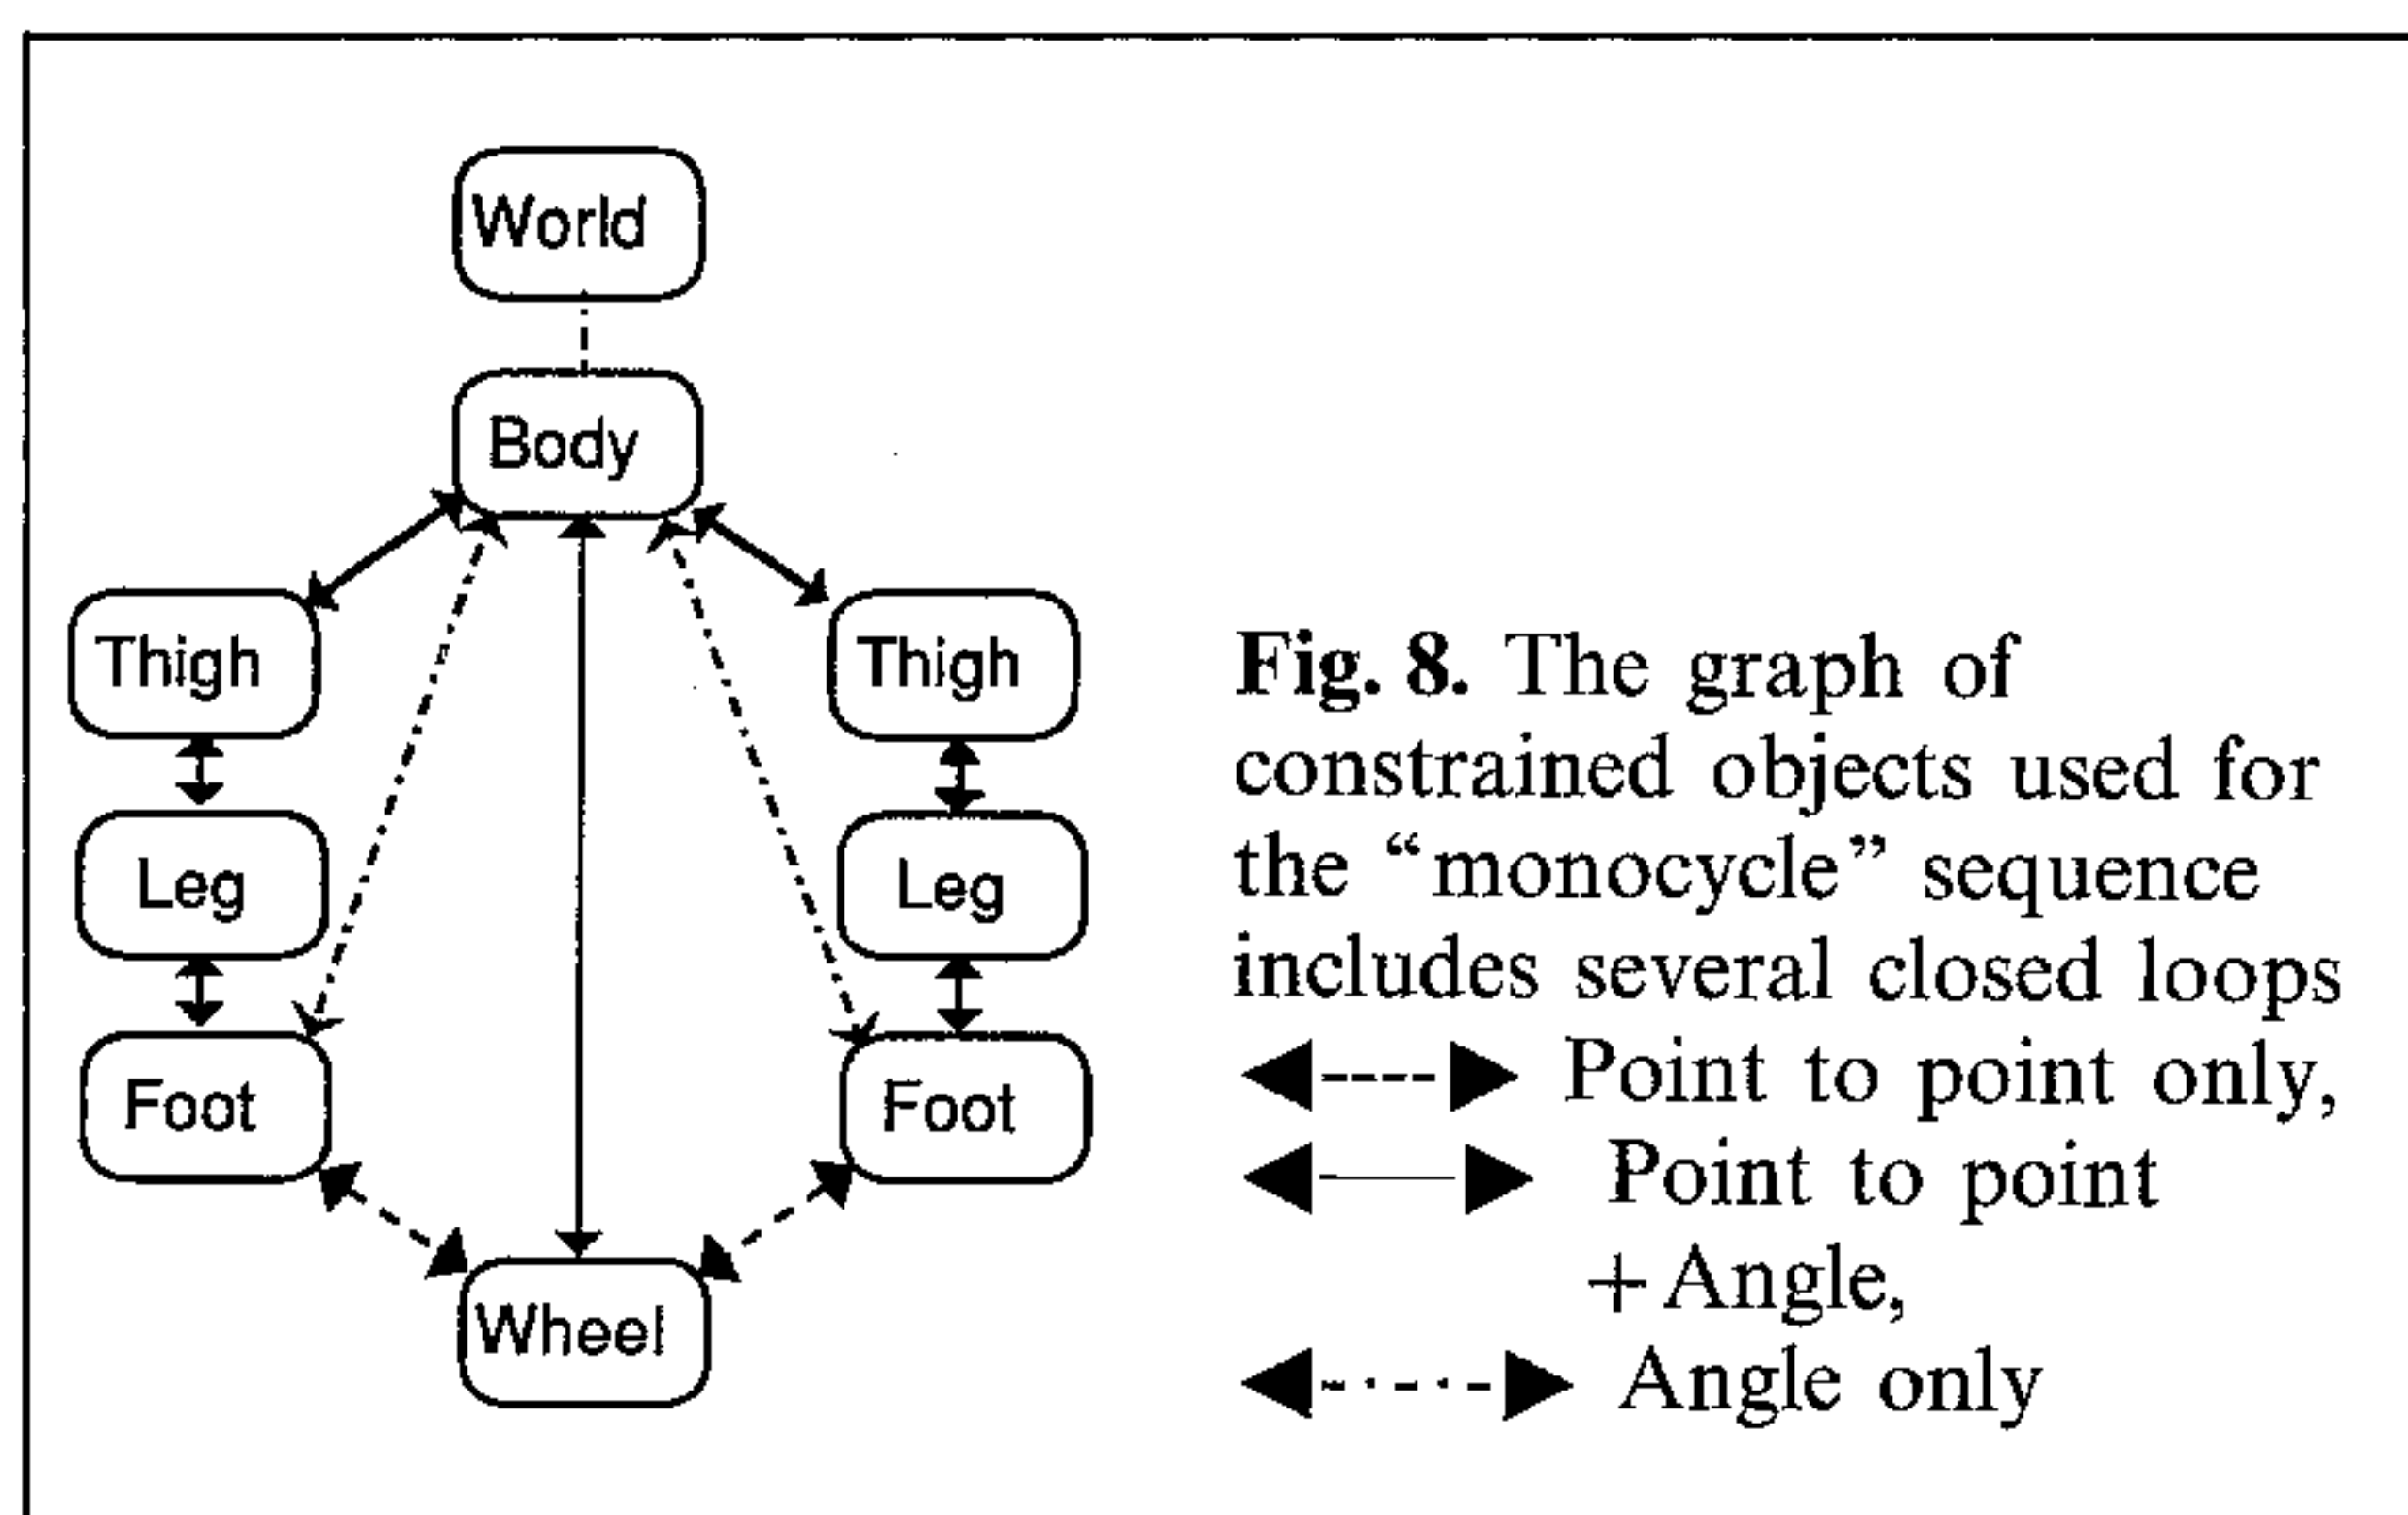 World
Body
Thigh
Thigh
Leg
Leg
Foot
Foot
Wheel
Fig. 8. The graph of
constrained objects used for
the “monocycle” sequence
includes several closed loops
Point to point only,
Point to point
+Angle,
Angle only